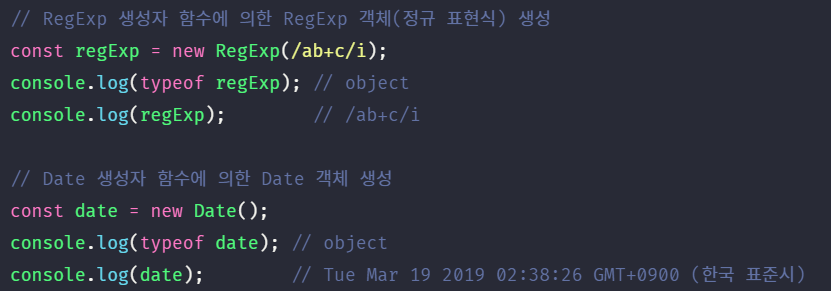 // RegExp 생성자 함수에 의한 RegExp 객체(정규 표현식) 생성
const regExp = new RegExp(/ab+c/i);
console.log(typeof regExp); // object
console.log(regExp);        // /ab+c/i

// Date 생성자 함수에 의한 Date 객체 생성
const date = new Date();
console.log(typeof date); // object
console.log(date);        // Tue Mar 19 2019 02:38:26 GMT+0900 (한국 표준시)